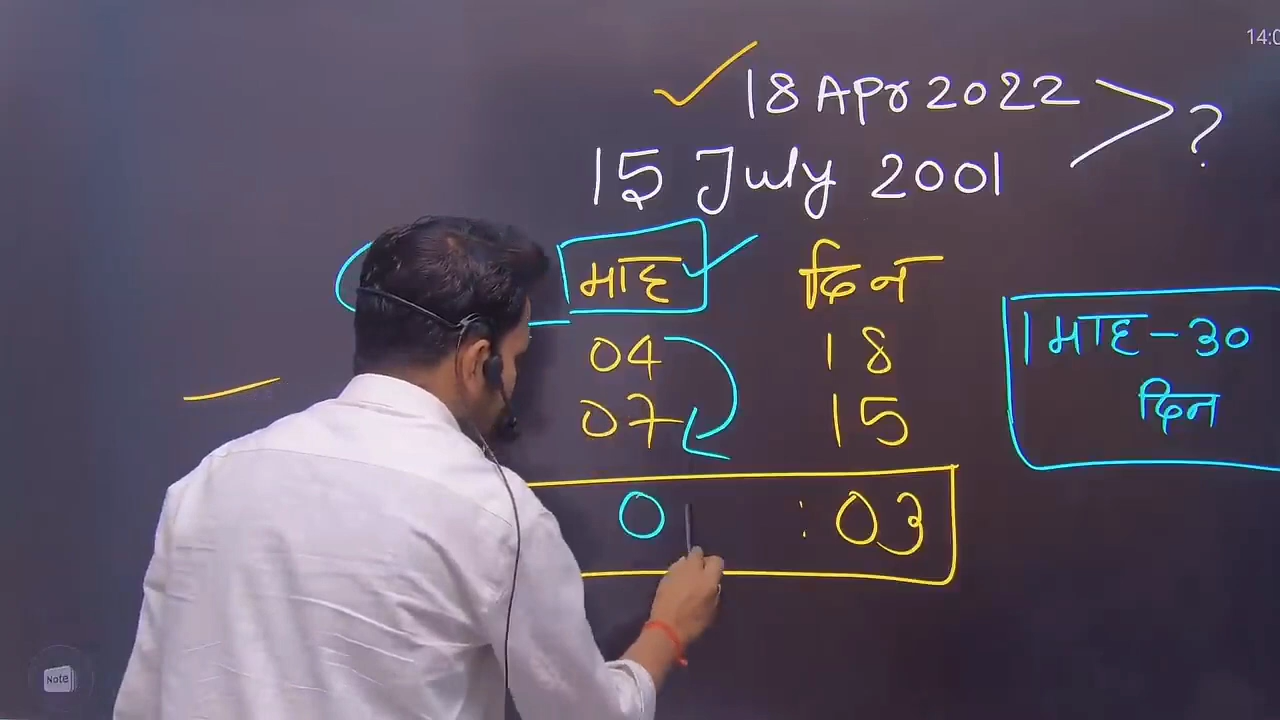 14:0
18 Apr 2022
15 July 2001 ?
माह दिन
04 18
07 15
1 माह - 30
दिन
0 : 03
Note